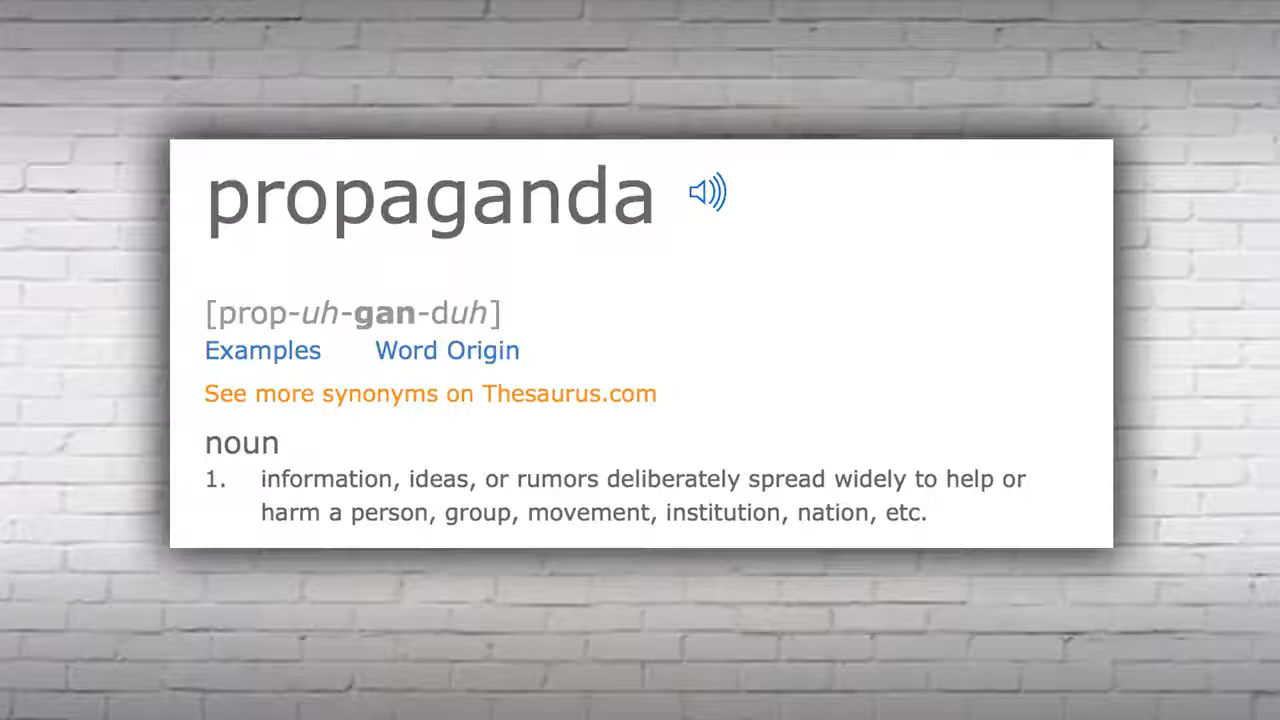 propaganda
[prop-uh-gan-duh]
Examples Word Origin
See more synonyms on Thesaurus.com
noun
1. information, ideas, or rumors deliberately spread widely to help or
harm a person, group, movement, institution, nation, etc.